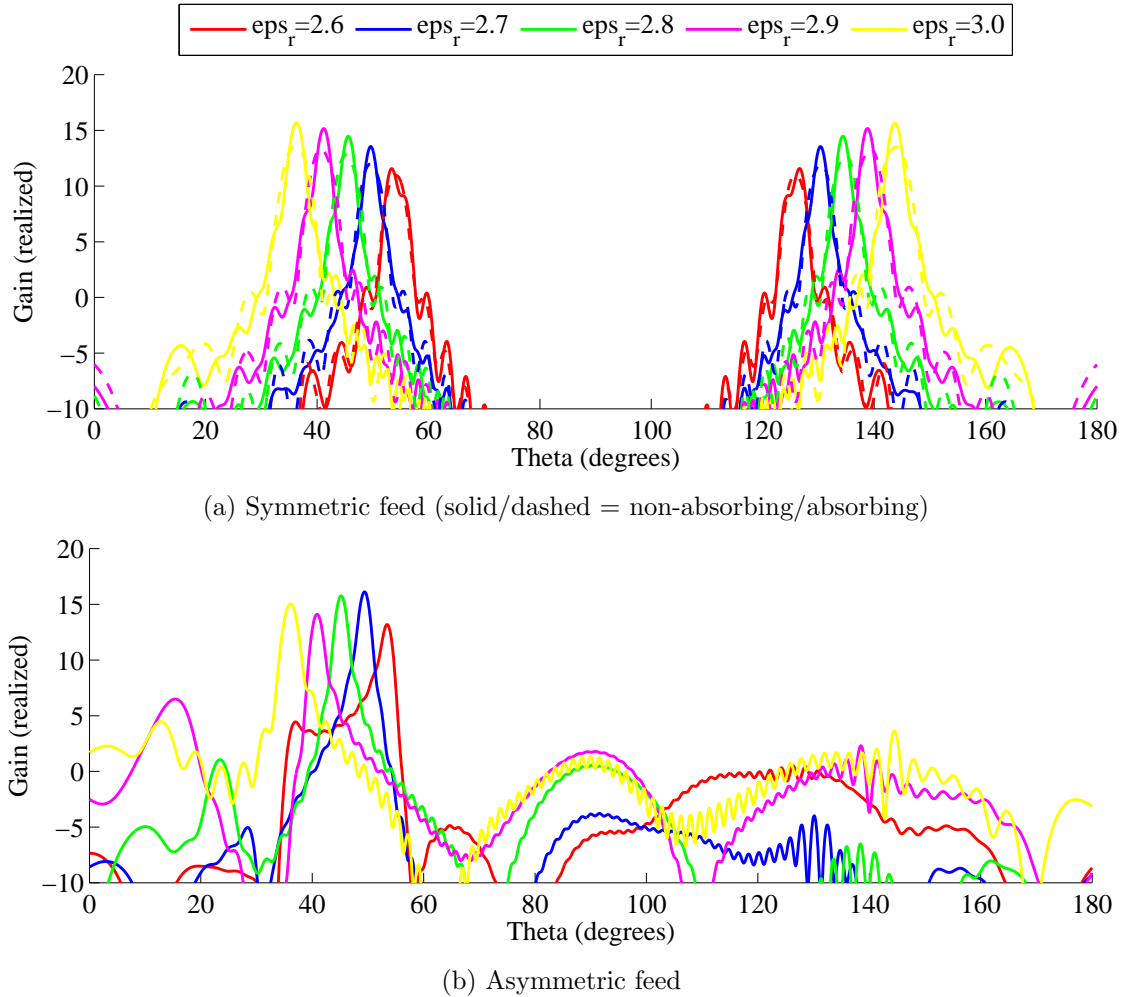 eps_r=2.6 eps_r=2.7 eps_r=2.8 eps_r=2.9 eps_r=3.0
20
15
10
5
0
−5
−10
Gain (realized)
0 20 40 60 80 100 120 140 160 180
Theta (degrees)
(a) Symmetric feed (solid/dashed = non-absorbing/absorbing)
20
15
10
5
0
−5
−10
Gain (realized)
0 20 40 60 80 100 120 140 160 180
Theta (degrees)
(b) Asymmetric feed